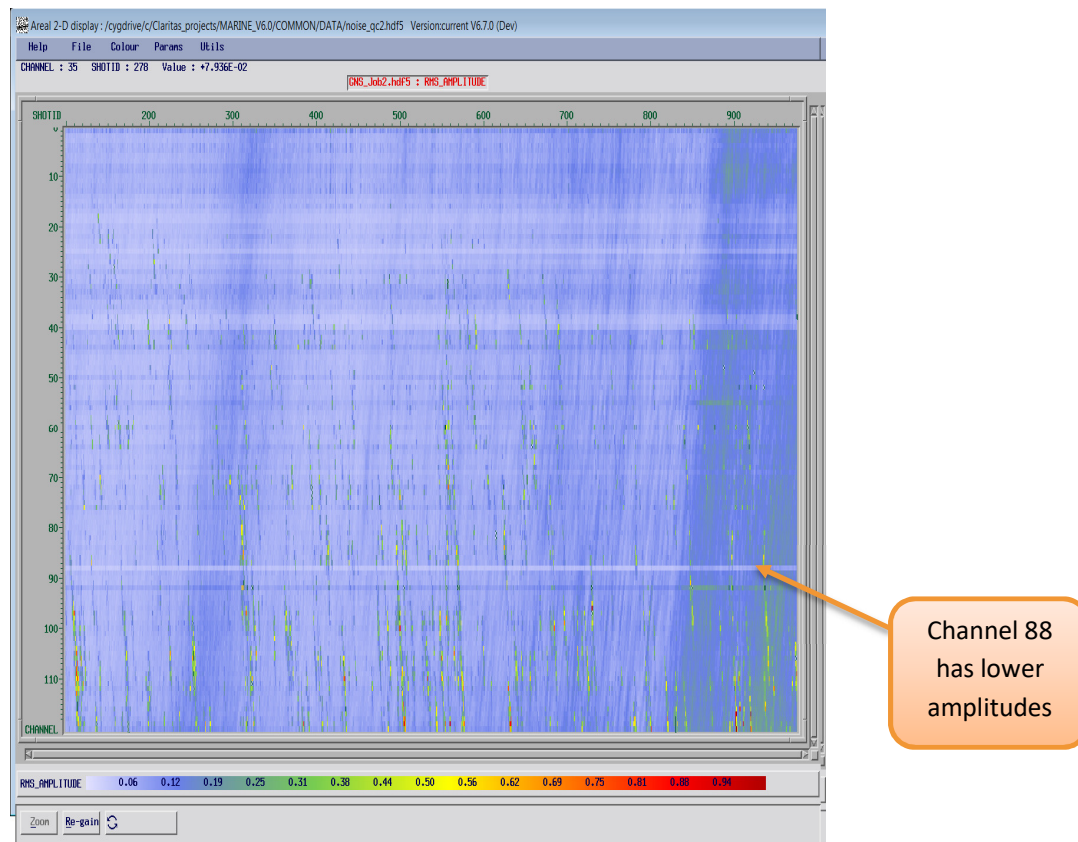 Areal 2-D display : /cygdrive/c/Claritas_projects/MARINE_V6.0/COMMON/DATA/noise_qc2.hdf5 Version:current V6.7.0 (Dev)
Help File Colour Params Utils
CHANNEL : 35 SHOTID : 278 Value : +7.936E-02
GNS_Job2.hdf5 : RMS_AMPLITUDE
SHOTID 200 300 400 500 600 700 800 900
0
10
20
30
40
50
60
70
80
90
100
110
CHANNEL
Channel 88
has lower
amplitudes
RMS_AMPLITUDE 0.06 0.12 0.19 0.25 0.31 0.38 0.44 0.50 0.56 0.62 0.69 0.75 0.81 0.88 0.94
Zoom Re-gain